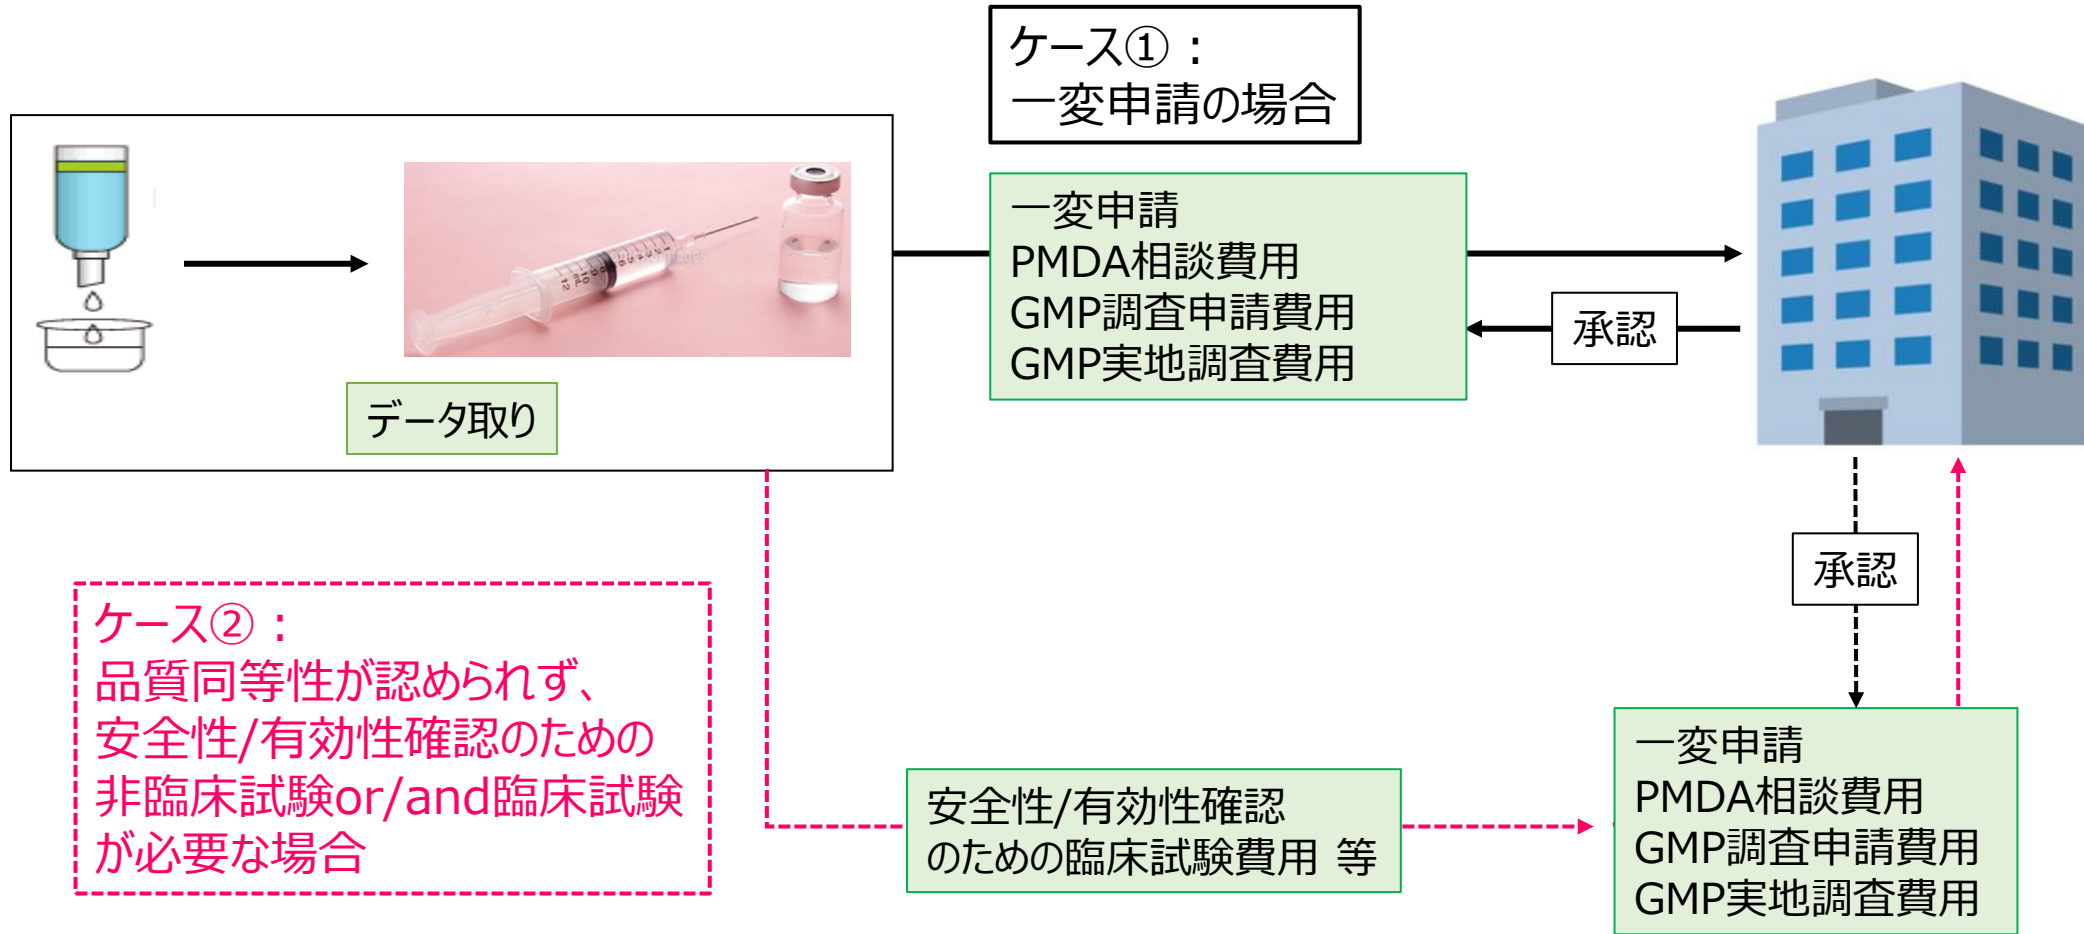 ケース①：
一変申請の場合
一変申請
PMDA相談費用
GMP調査申請費用
GMP実地調査費用
承認
データ取り
承認
ケース②：
品質同等性が認められず、
安全性/有効性確認のための
非臨床試験or/and臨床試験
が必要な場合
安全性/有効性確認
のための臨床試験費用 等
一変申請
PMDA相談費用
GMP調査申請費用
GMP実地調査費用